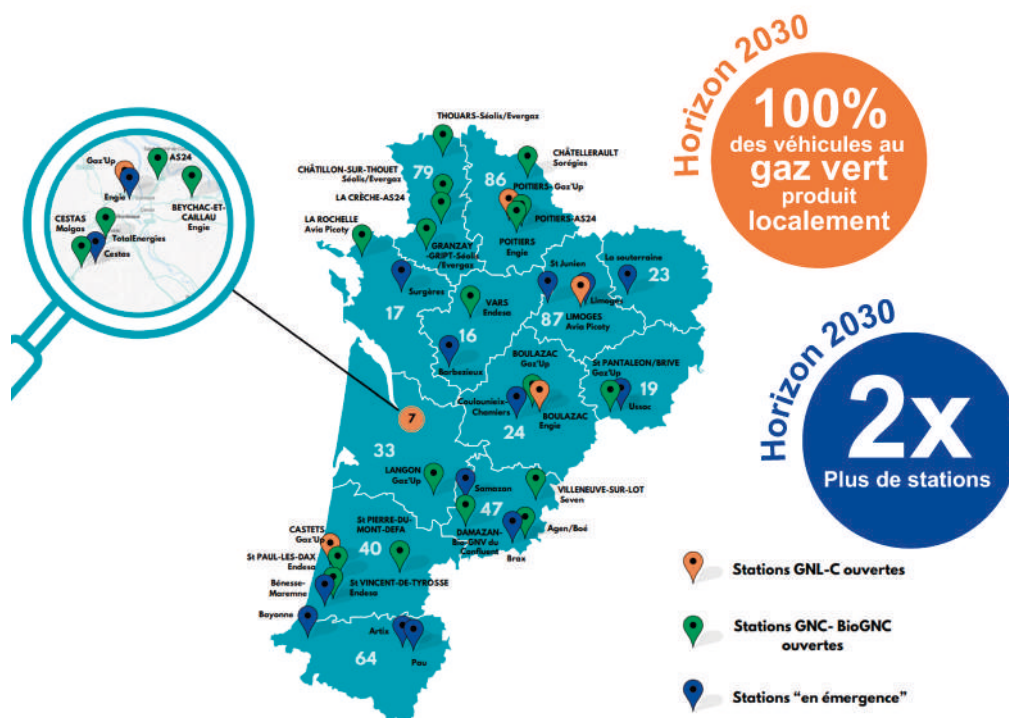 Horizon 2030
100%
des véhicules au
gaz vert
produit
localement
Horizon 2030
2x
Plus de stations
THOUARS-Séolis/Evergaz
CHÂTELLERAULT
Sorégies
CHÂTILLON-SUR-THOUET
Séolis/Evergaz
79
86
POITIERS- Gaz'Up
LA CRÈCHE-AS24
POITIERS-AS24
LA ROCHELLE
Avia Picoty
GRANZAY
-GRIPT-Séolis
/Evergaz
POITIERS
Engie
Gaz'Up
AS24
Engie
BEYCHAC-ET-
CAILLAU
Engie
CESTAS
Molgas
TotalEnergies
Cestas
Surgères
17
VARS
Endesa
16
St Junien
La souterraine
23
Limoges
87
LIMOGES
Avia Picoty
Barbezieux
BOULAZAC
Gaz'Up
St PANTALEON/BRIVE
Gaz'Up
19
Ussac
Coulounieix-
Chamiers
BOULAZAC
Engie
24
7
33
LANGON
Gaz'Up
Samazan
VILLENEUVE-SUR-LOT
Seven
47
Agen/Boé
DAMAZAN-
Bio-GNV du
Confluent
Brax
CASTETS
Gaz'Up
St PIERRE-DU-
MONT-DEFA
40
St PAUL-LES-DAX
Endesa
St VINCENT-DE-TYROSSE
Endesa
Bénesse-
Maremne
Bayonne
Artix
Pau
64
Stations GNL-C ouvertes
Stations GNC- BioGNC
ouvertes
Stations “en émergence”